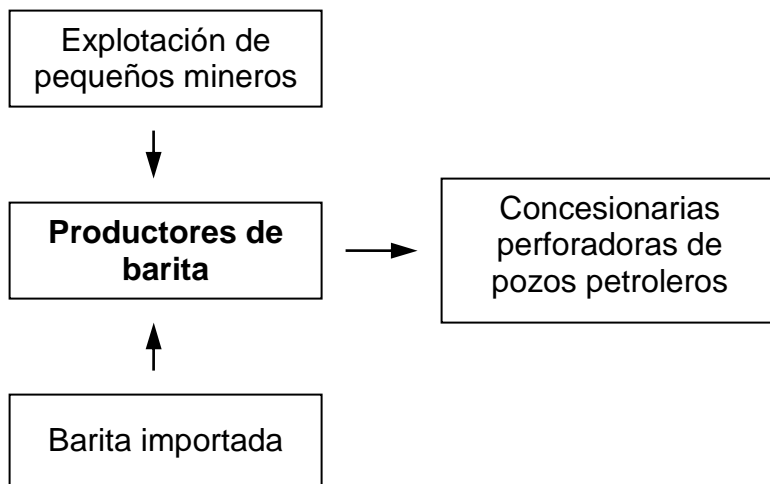 Explotación de
pequeños mineros
Productores de
barita
Concesionarias
perforadoras de
pozos petroleros
Barita importada